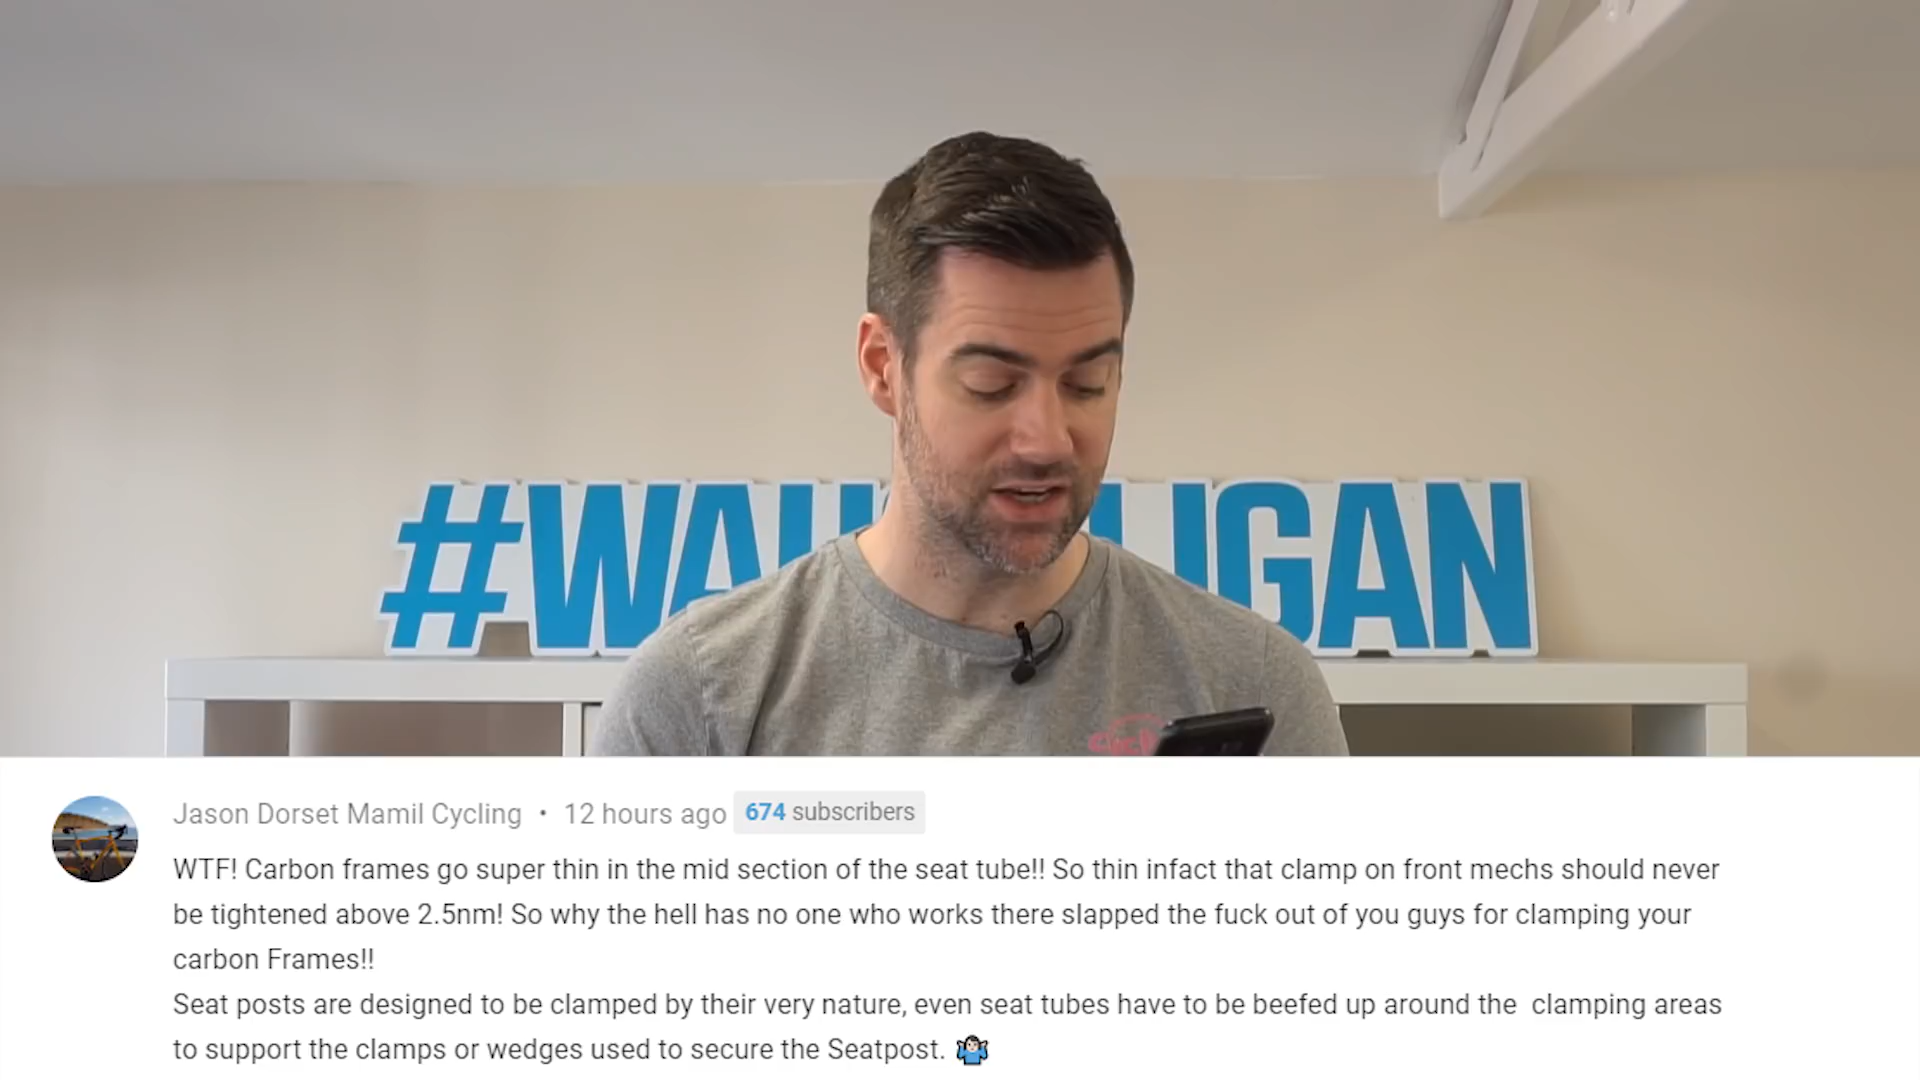 #WAU UGAN
Jason Dorset Mamil Cycling • 12 hours ago 674 subscribers
WTF! Carbon frames go super thin in the mid section of the seat tube!! So thin infact that clamp on front mechs should never
be tightened above 2.5nm! So why the hell has no one who works there slapped the fuck out of you guys for clamping your
carbon Frames!!
Seat posts are designed to be clamped by their very nature, even seat tubes have to be beefed up around the clamping areas
to support the clamps or wedges used to secure the Seatpost. 🤷🏻‍♂️